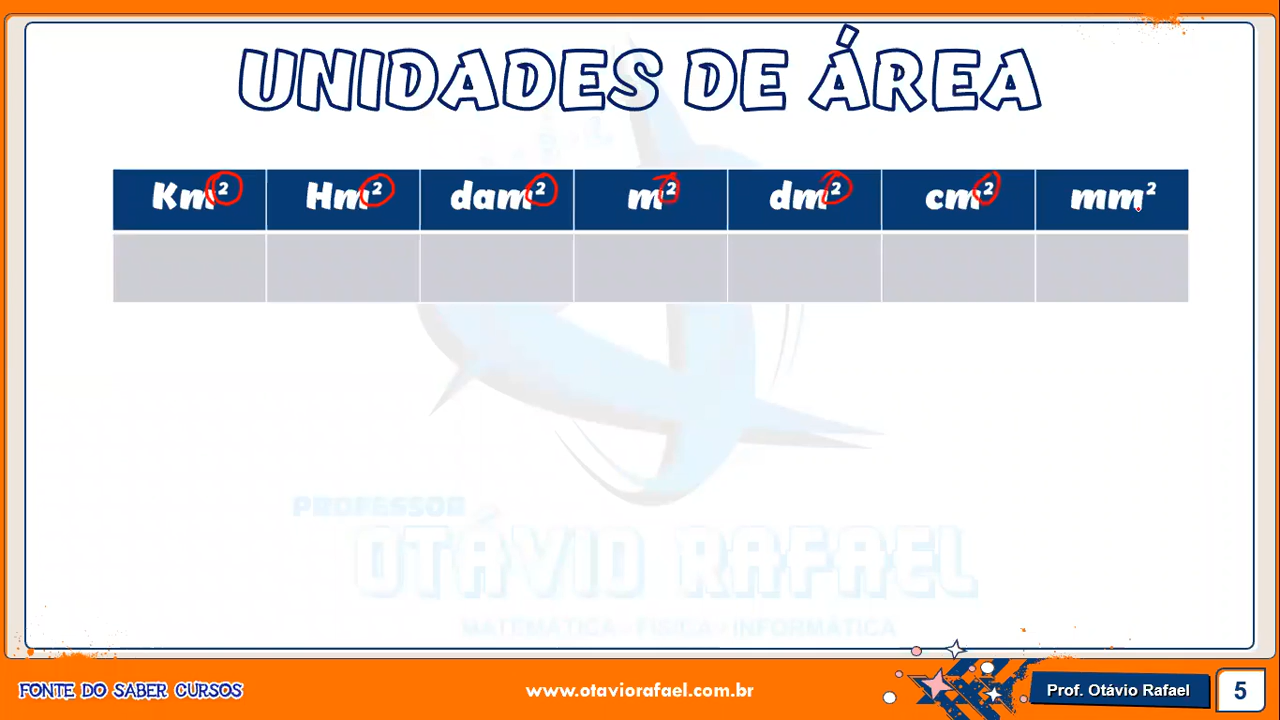 UNIDADES DE ÁREA
Km² Hm² dam² m² dm² cm² mm²
PROFESSOR
OTÁVIO RAFAEL
MATEMÁTICA - FÍSICA - INFORMÁTICA
FONTE DO SABER CURSOS
www.otaviorafael.com.br
Prof. Otávio Rafael
5